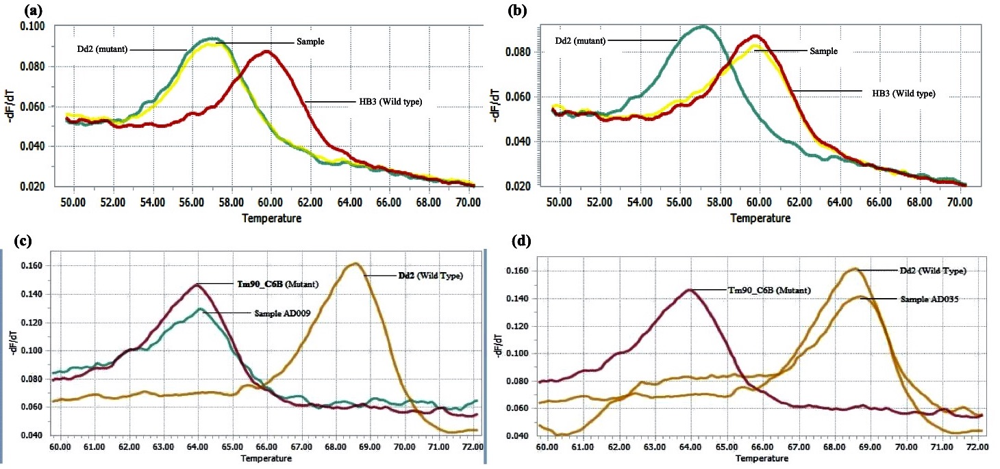 (a)
0.100
0.080
0.060
0.040
0.020
-dF/dT
Dd2 (mutant)
Sample
HB3 (Wild type)
50.00 52.00 54.00 56.00 58.00 60.00 62.00 64.00 66.00 68.00 70.00
Temperature
(b)
0.080
0.060
0.040
0.020
-dF/dT
Dd2 (mutant)
Sample
HB3 (Wild type)
50.00 52.00 54.00 56.00 58.00 60.00 62.00 64.00 66.00 68.00 70.00
Temperature
(c)
0.160
0.140
0.120
0.100
0.080
0.060
0.040
-dF/dT
Tm90_C6B (Mutant)
Sample AD009
Dd2 (Wild Type)
60.00 61.00 62.00 63.00 64.00 65.00 66.00 67.00 68.00 69.00 70.00 71.00 72.00
Temperature
(d)
0.160
0.140
0.120
0.100
0.080
0.060
0.040
-dF/dT
Tm90_C6B (Mutant)
Dd2 (Wild Type)
Sample AD035
60.00 61.00 62.00 63.00 64.00 65.00 66.00 67.00 68.00 69.00 70.00 71.00 72.00
Temperature